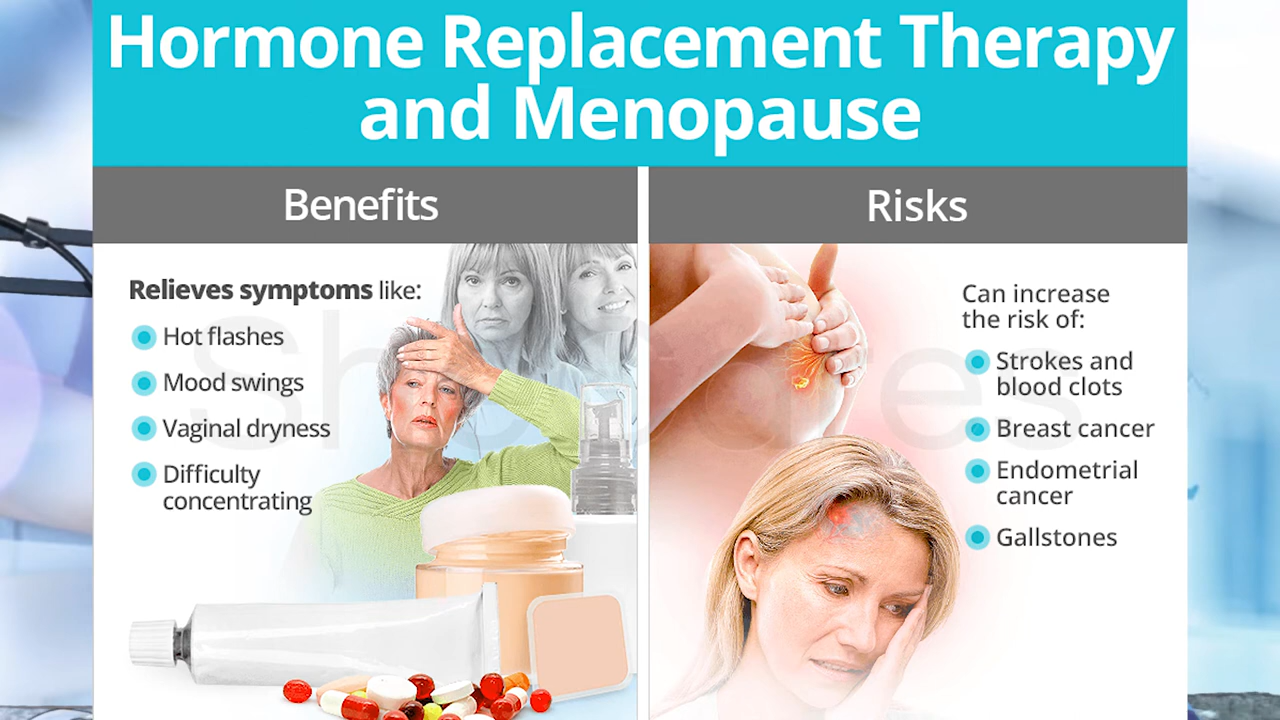 Hormone Replacement Therapy
and Menopause
Benefits
Relieves symptoms like:
Hot flashes
Mood swings
Vaginal dryness
Difficulty
concentrating
Risks
Can increase
the risk of:
Strokes and
blood clots
Breast cancer
Endometrial
cancer
Gallstones